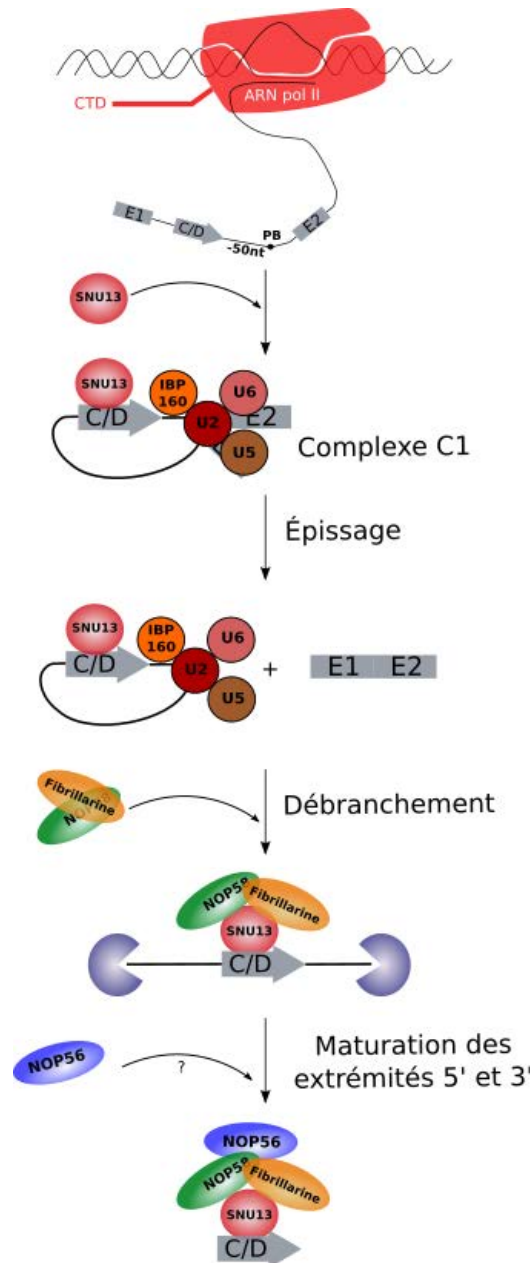 ARN pol II
CTD
E1
C/D
-50nt
PB
E2
SNU13
SNU13
C/D
IBP
160
U2
U6
E2
U5
Complexe C1
Épissage
SNU13
C/D
IBP
160
U2
U6
U5
+
E1 E2
Fibrillarine
Débranchement
NOP58
Fibrillarine
SNU13
C/D
NOP56
?
Maturation des
extrémités 5' et 3'
NOP56
NOP58
Fibrillarine
SNU13
C/D